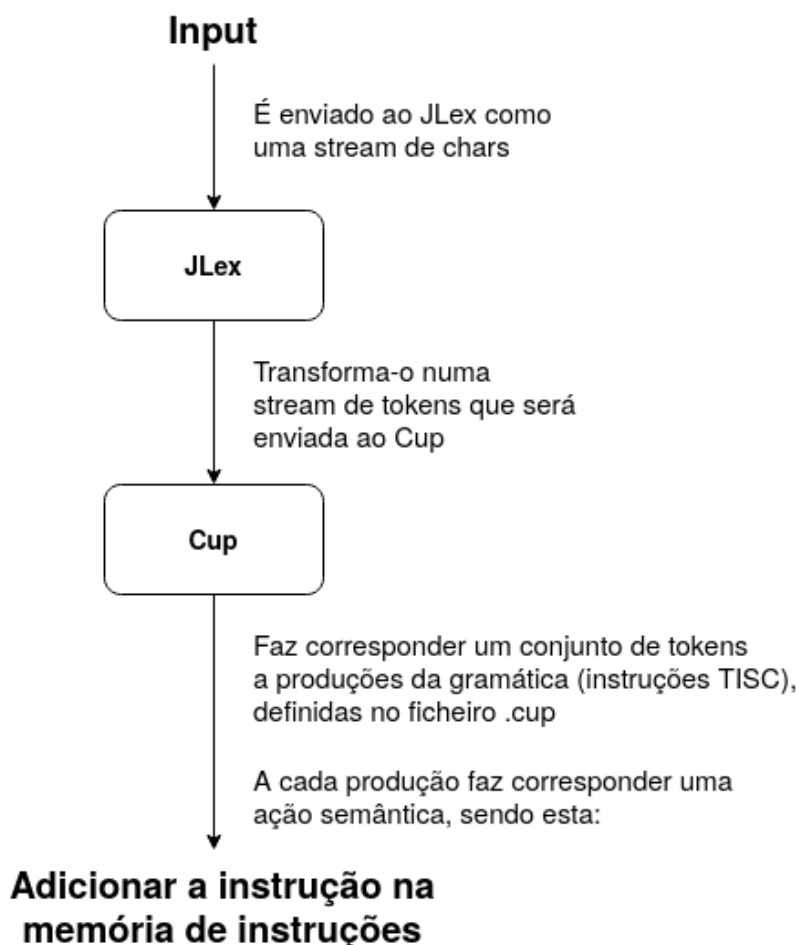 Input
É enviado ao JLex como
uma stream de chars
JLex
Transforma-o numa
stream de tokens que será
enviada ao Cup
Cup
Faz corresponder um conjunto de tokens
a produções da gramática (instruções TISC),
definidas no ficheiro .cup
A cada produção faz corresponder uma
ação semântica, sendo esta:
Adicionar a instrução na
memória de instruções